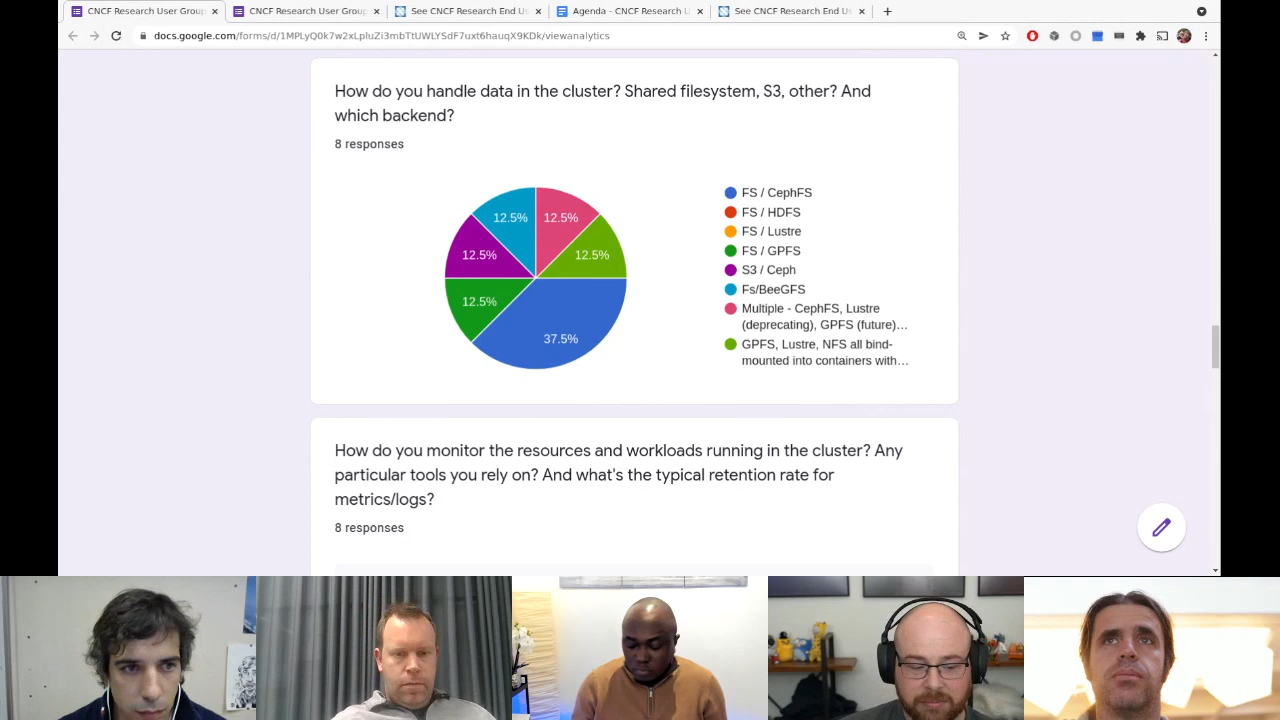 CNCF Research User Group
CNCF Research User Group
See CNCF Research End Us
Agenda - CNCF Research U
See CNCF Research End Us
docs.google.com/forms/d/1MPLyQ0k7w2xLpluZi3mbTtUWLYSdF7uxt6hauqX9KDk/viewanalytics
How do you handle data in the cluster? Shared filesystem, S3, other? And
which backend?
8 responses
12.5%
12.5%
12.5%
12.5%
12.5%
37.5%
FS / CephFS
FS / HDFS
FS / Lustre
FS / GPFS
S3 / Ceph
Fs/BeeGFS
Multiple - CephFS, Lustre
(deprecating), GPFS (future)…
GPFS, Lustre, NFS all bind-
mounted into containers with…
How do you monitor the resources and workloads running in the cluster? Any
particular tools you rely on? And what's the typical retention rate for
metrics/logs?
8 responses